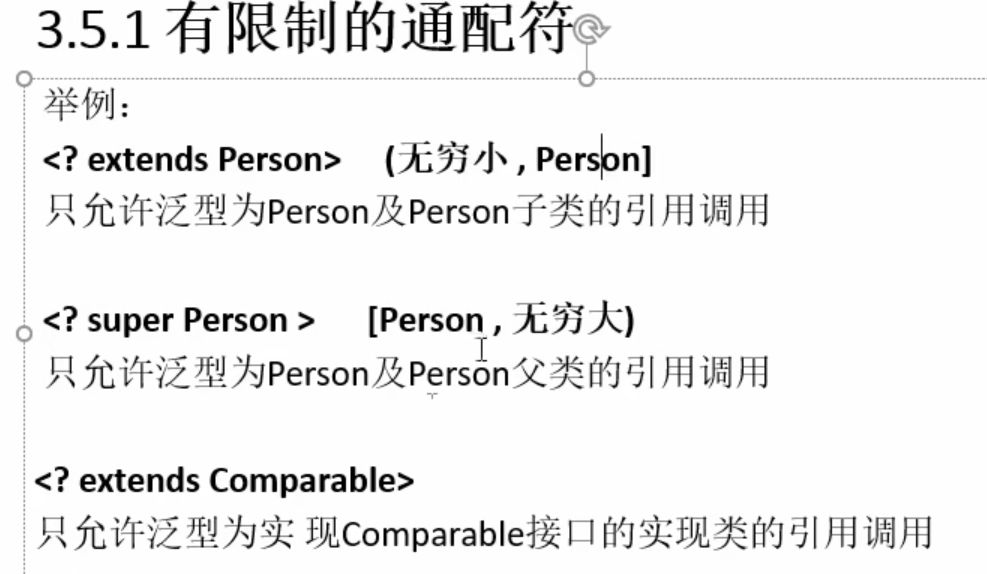 3.5.1 有限制的通配符
举例：
<? extends Person> (无穷小 , Person]
只允许泛型为Person及Person子类的引用调用
<? super Person > [Person , 无穷大)
只允许泛型为Person及Person父类的引用调用
<? extends Comparable>
只允许泛型为实 现Comparable接口的实现类的引用调用